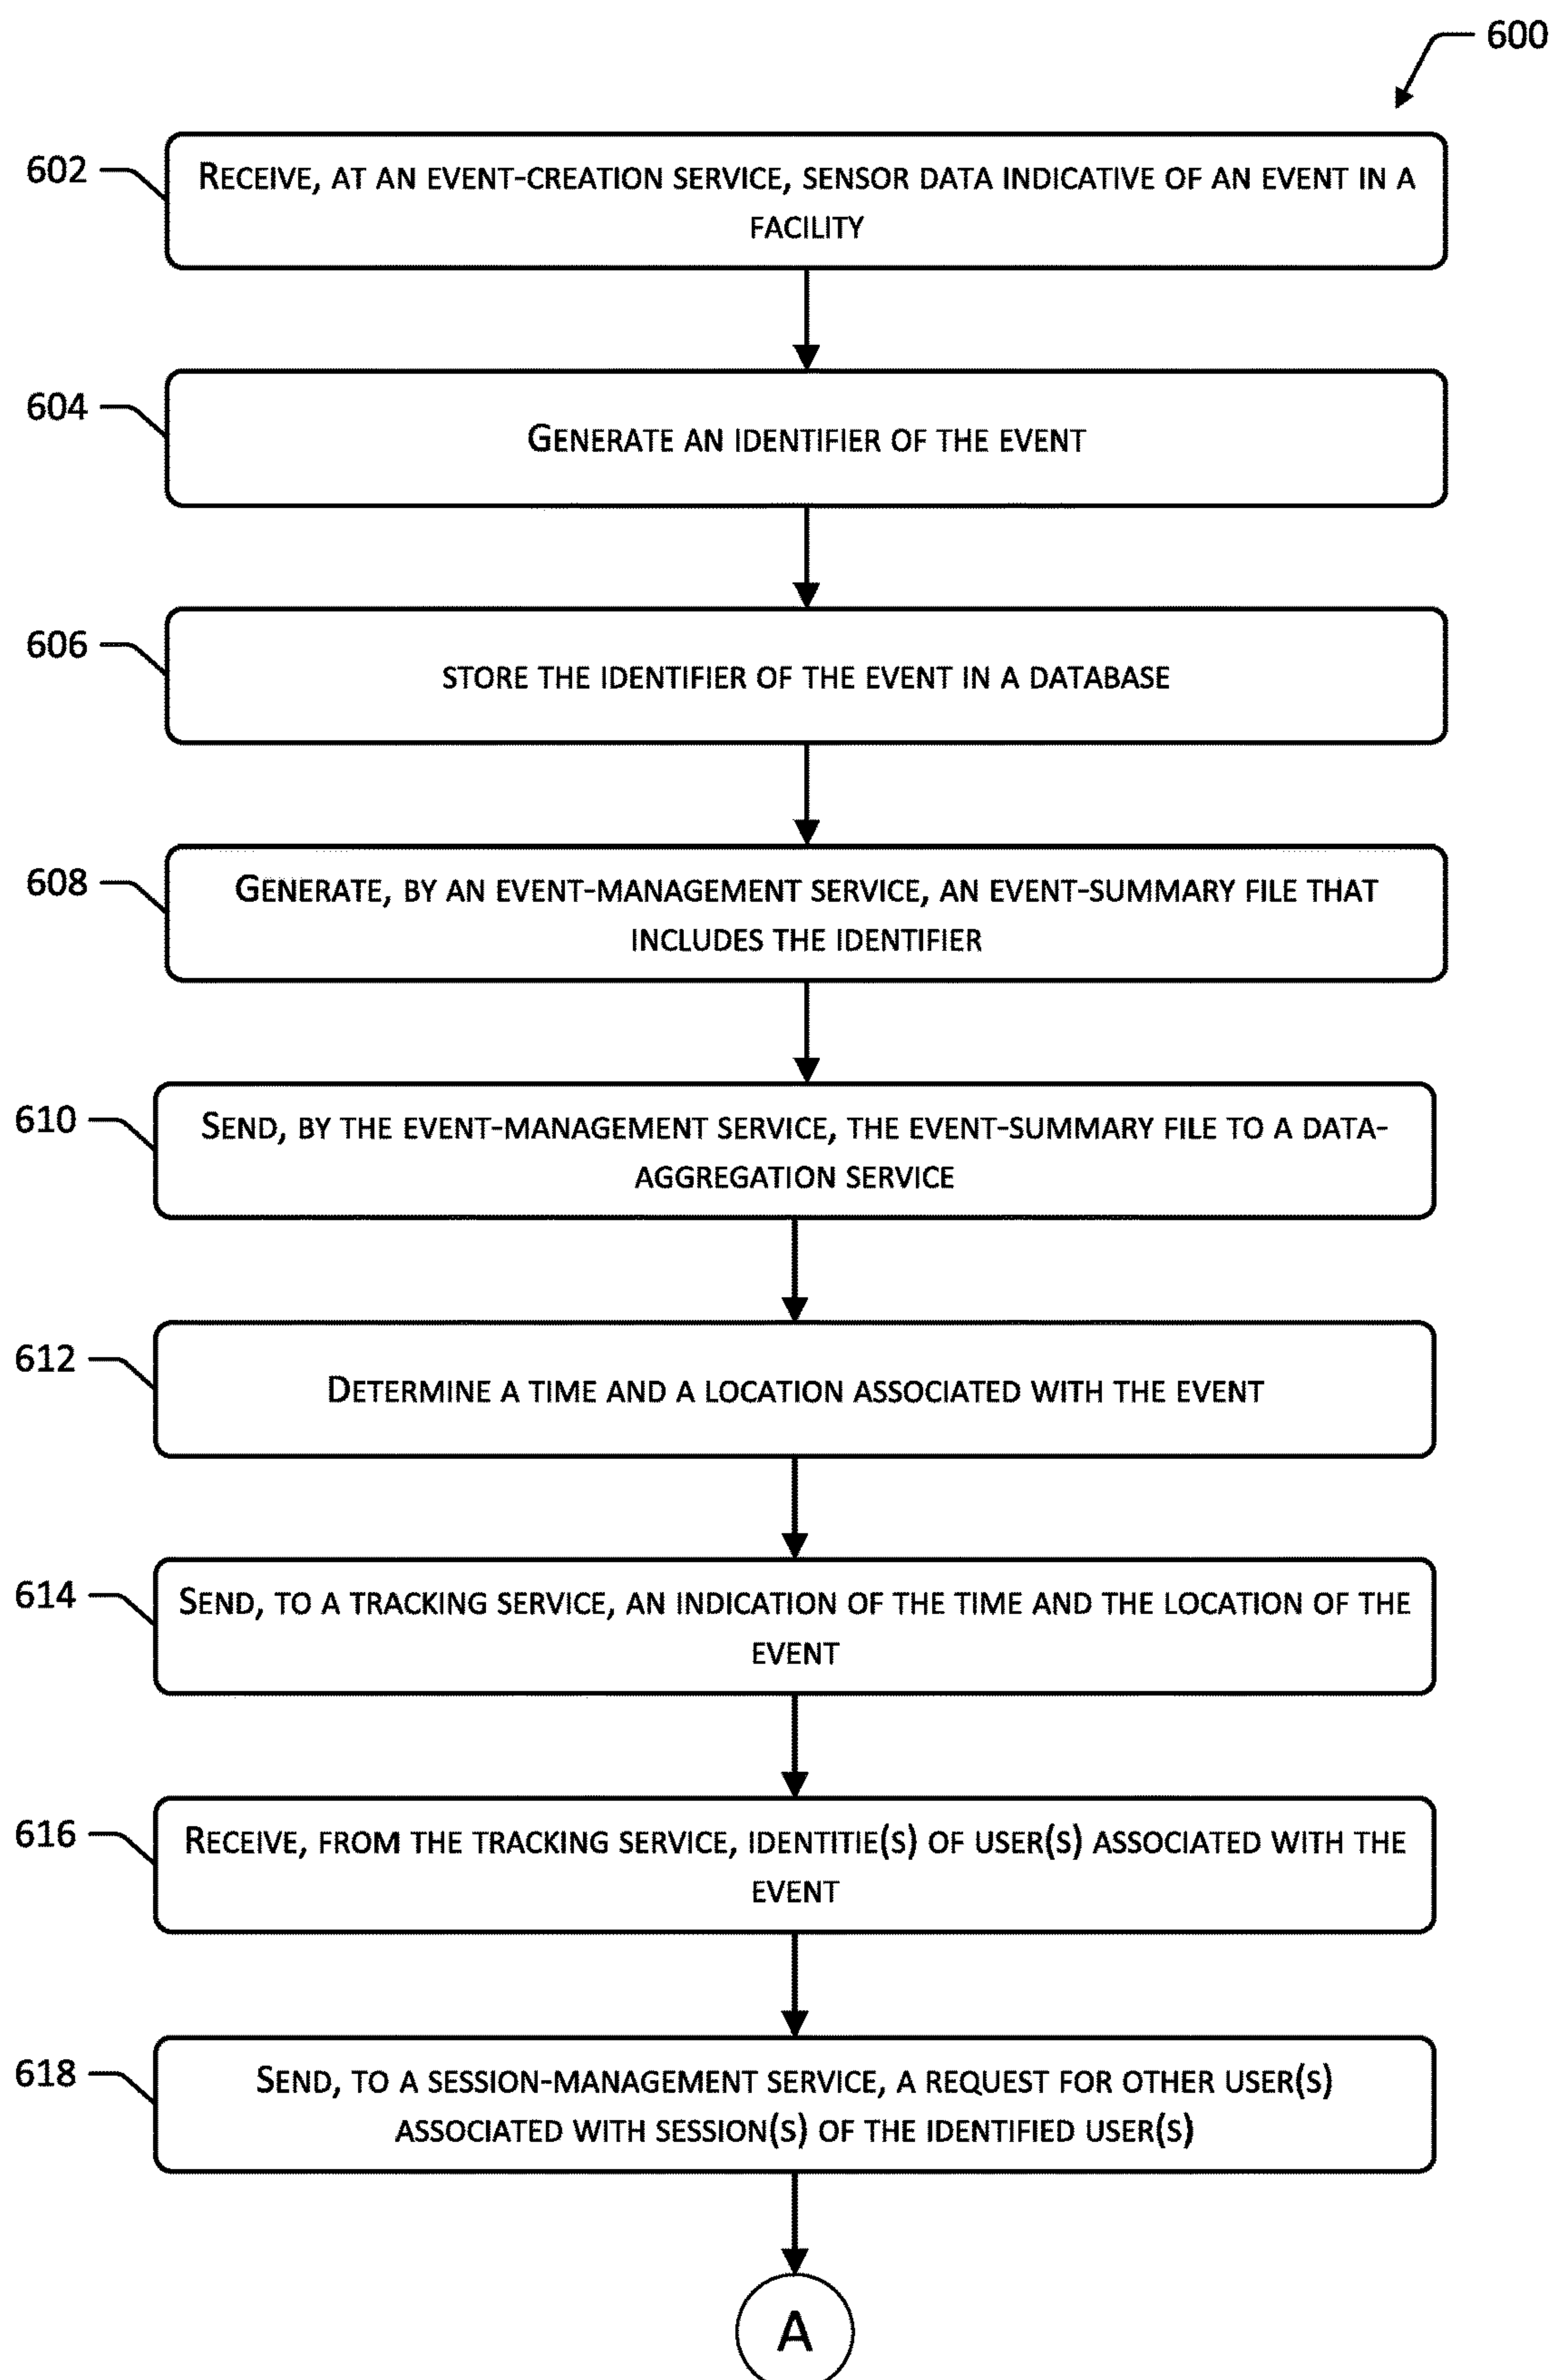 600
602
RECEIVE, AT AN EVENT-CREATION SERVICE, SENSOR DATA INDICATIVE OF AN EVENT IN A
FACILITY
604
GENERATE AN IDENTIFIER OF THE EVENT
606
STORE THE IDENTIFIER OF THE EVENT IN A DATABASE
608
GENERATE, BY AN EVENT-MANAGEMENT SERVICE, AN EVENT-SUMMARY FILE THAT
INCLUDES THE IDENTIFIER
610
SEND, BY THE EVENT-MANAGEMENT SERVICE, THE EVENT-SUMMARY FILE TO A DATA-
AGGREGATION SERVICE
612
DETERMINE A TIME AND A LOCATION ASSOCIATED WITH THE EVENT
614
SEND, TO A TRACKING SERVICE, AN INDICATION OF THE TIME AND THE LOCATION OF THE
EVENT
616
RECEIVE, FROM THE TRACKING SERVICE, IDENTITIE(S) OF USER(S) ASSOCIATED WITH THE
EVENT
618
SEND, TO A SESSION-MANAGEMENT SERVICE, A REQUEST FOR OTHER USER(S)
ASSOCIATED WITH SESSION(S) OF THE IDENTIFIED USER(S)
A